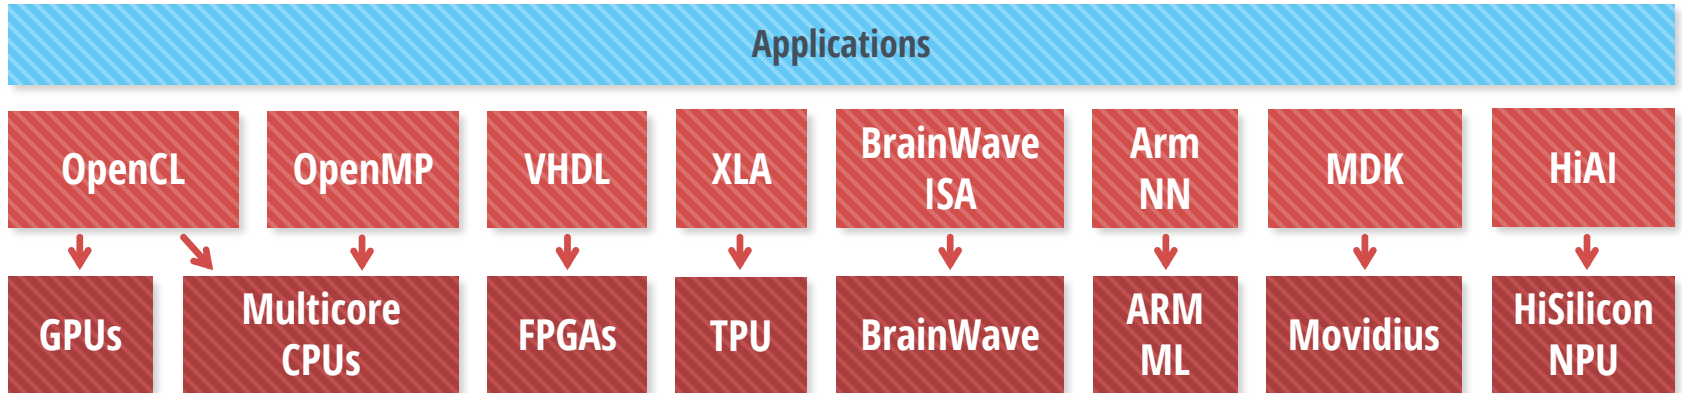 Applications
OpenCL
OpenMP
VHDL
XLA
BrainWave
ISA
Arm
NN
MDK
HiAI
GPUs
Multicore
CPUs
FPGAs
TPU
BrainWave
ARM
ML
Movidius
HiSilicon
NPU